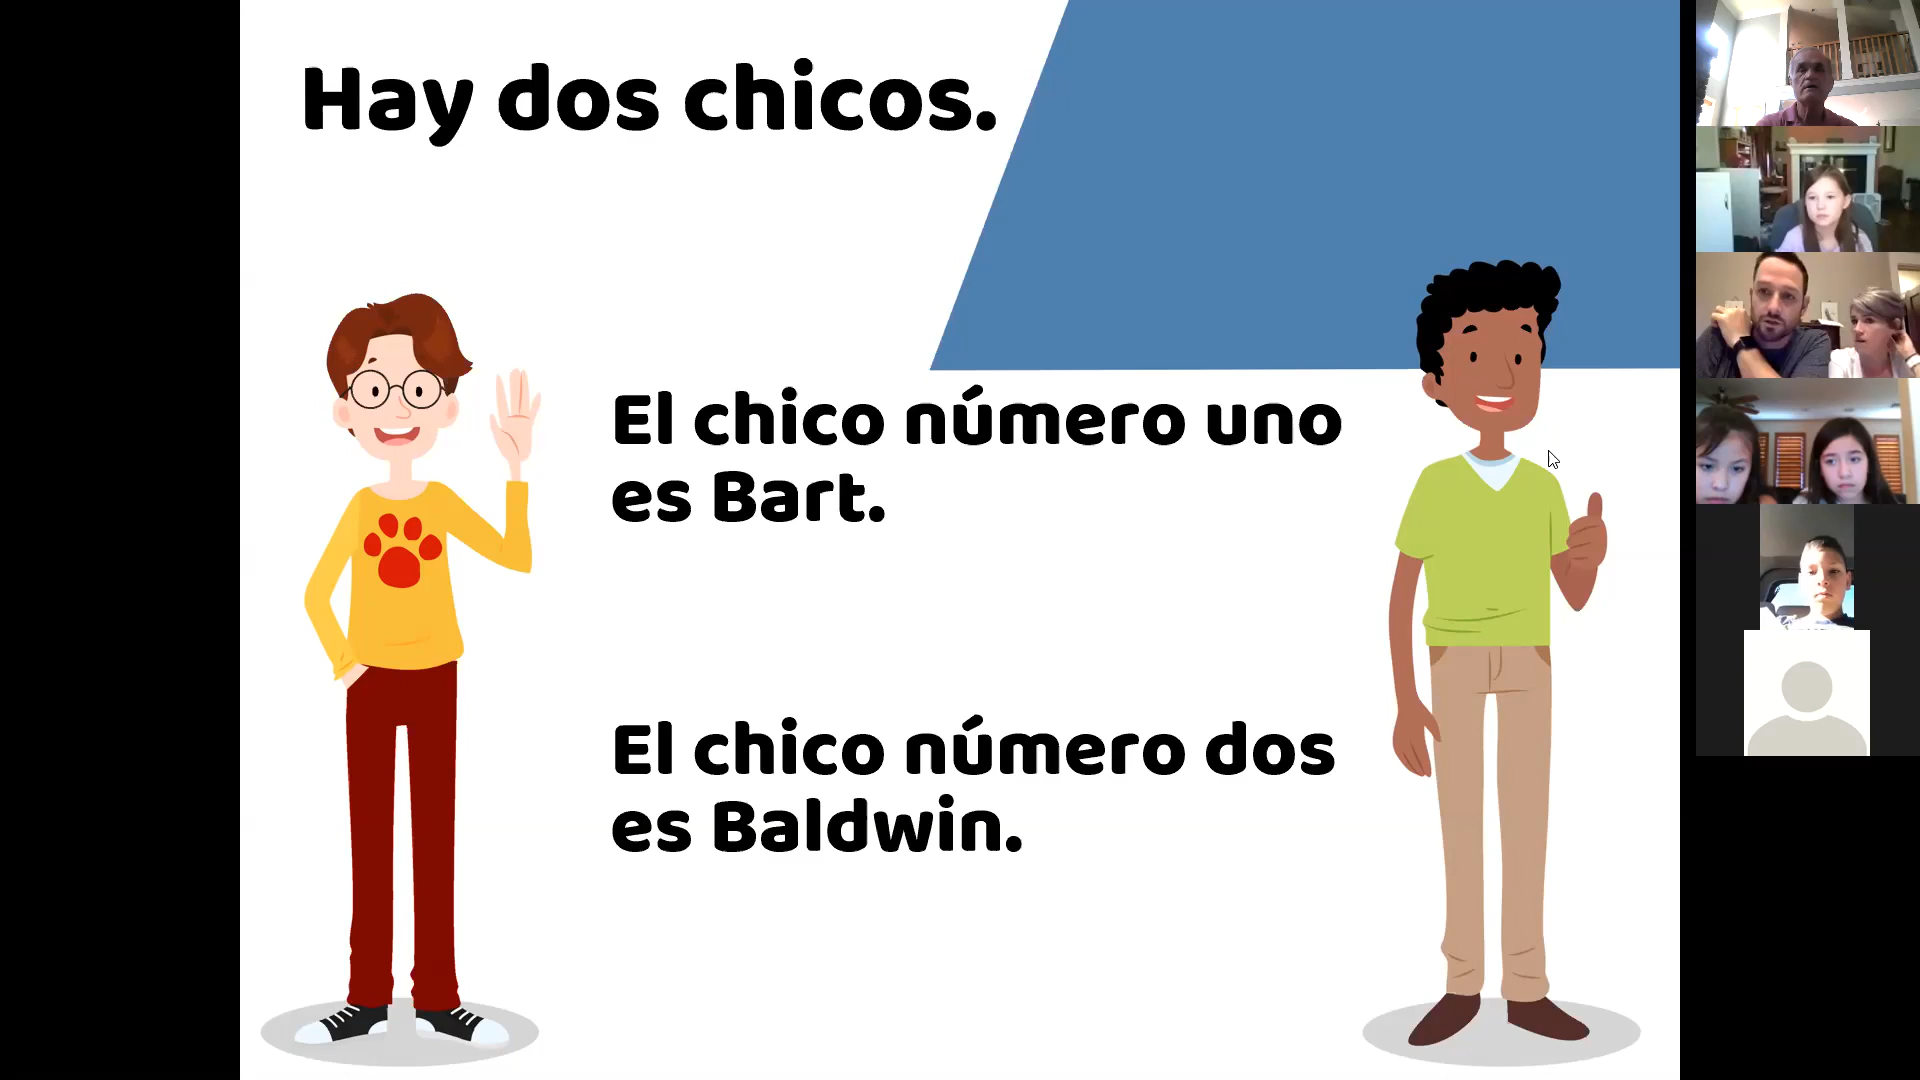 Hay dos chicos.
El chico número uno
es Bart.
El chico número dos
es Baldwin.